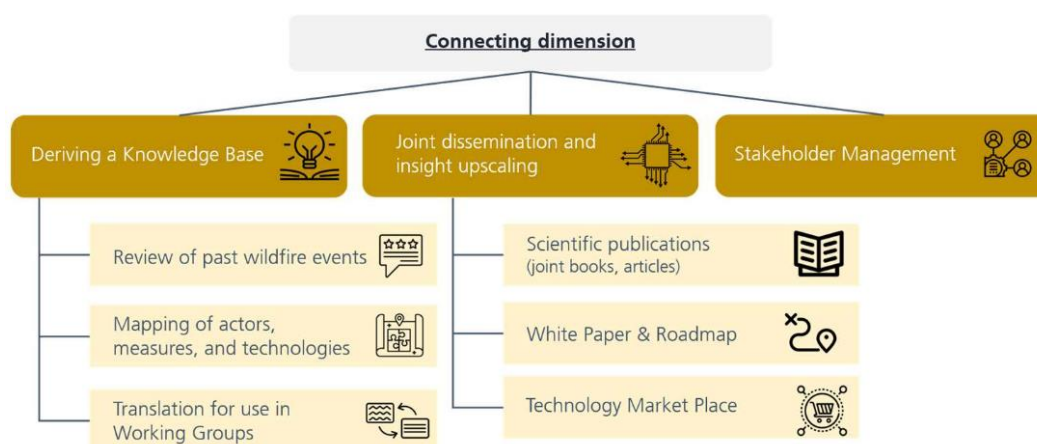 Connecting dimension
Deriving a Knowledge Base
Joint dissemination and
insight upscaling
Stakeholder Management
Review of past wildfire events
Mapping of actors,
measures, and technologies
Translation for use in
Working Groups
Scientific publications
(joint books, articles)
White Paper & Roadmap
Technology Market Place